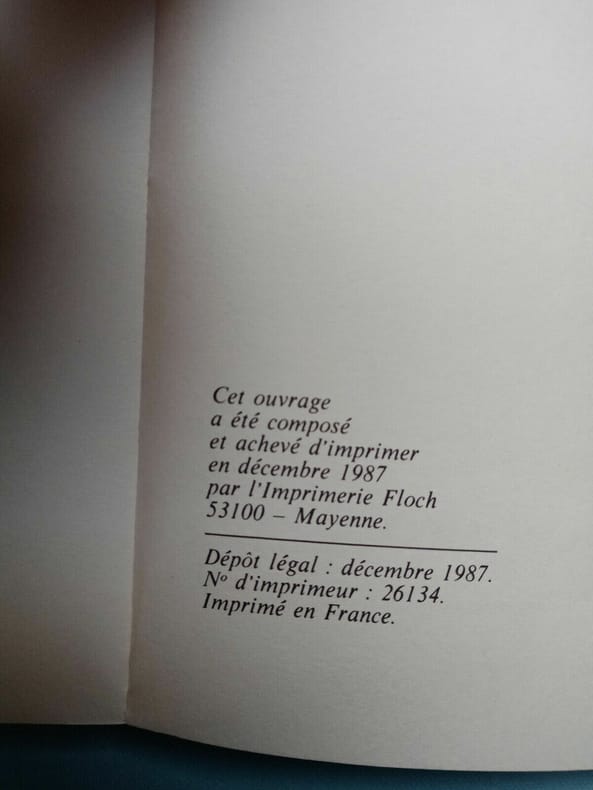 Cet ouvrage
a été composé
et achevé d'imprimer
en décembre 1987
par l'Imprimerie Floch
53100 – Mayenne.
Dépôt légal : décembre 1987.
Nº d'imprimeur : 26134.
Imprimé en France.